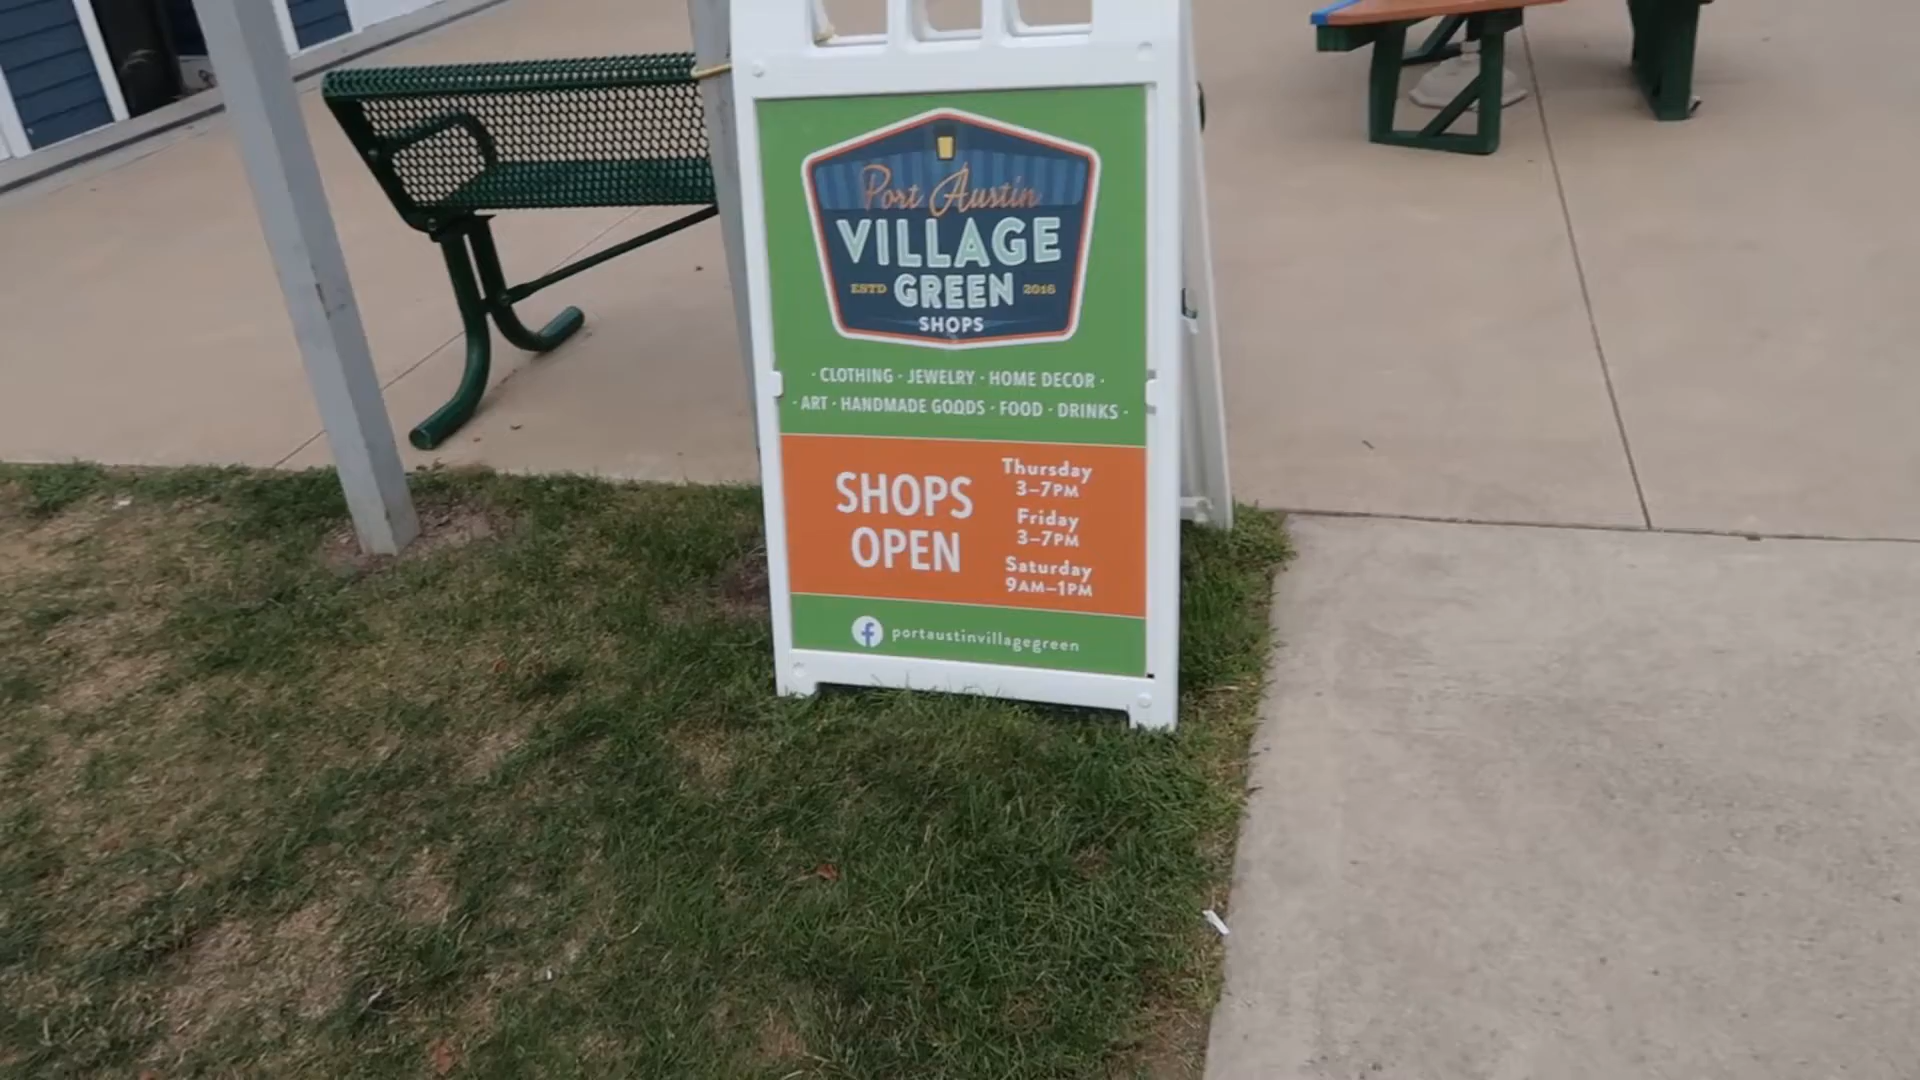 Port Austin
VILLAGE
ESTD GREEN 2016
SHOPS
· CLOTHING · JEWELRY · HOME DECOR ·
· ART · HANDMADE GOODS · FOOD · DRINKS ·
SHOPS
OPEN
Thursday
3–7PM
Friday
3–7PM
Saturday
9AM–1PM
portaustinvillagegreen